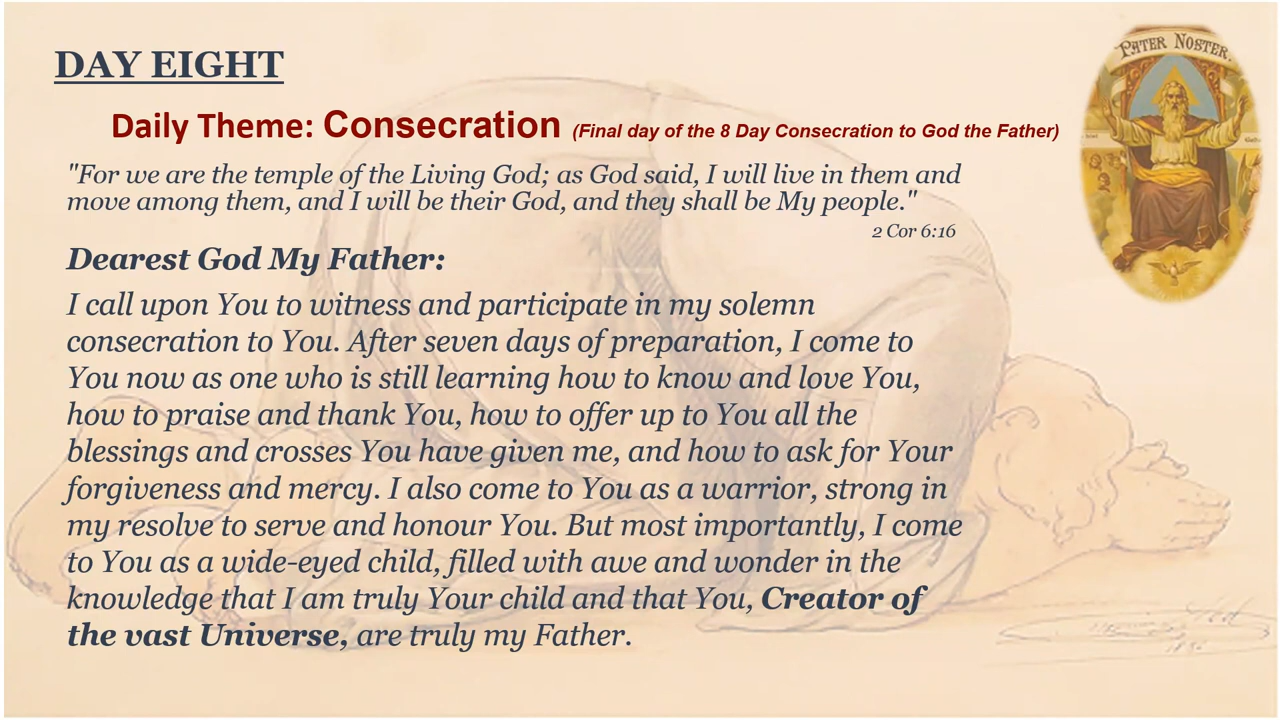 DAY EIGHT
PATER NOSTER.
Daily Theme: Consecration (Final day of the 8 Day Consecration to God the Father)
"For we are the temple of the Living God; as God said, I will live in them and
move among them, and I will be their God, and they shall be My people."
2 Cor 6:16
Dearest God My Father:
I call upon You to witness and participate in my solemn
consecration to You. After seven days of preparation, I come to
You now as one who is still learning how to know and love You,
how to praise and thank You, how to offer up to You all the
blessings and crosses You have given me, and how to ask for Your
forgiveness and mercy. I also come to You as a warrior, strong in
my resolve to serve and honour You. But most importantly, I come
to You as a wide-eyed child, filled with awe and wonder in the
knowledge that I am truly Your child and that You, Creator of
the vast Universe, are truly my Father.